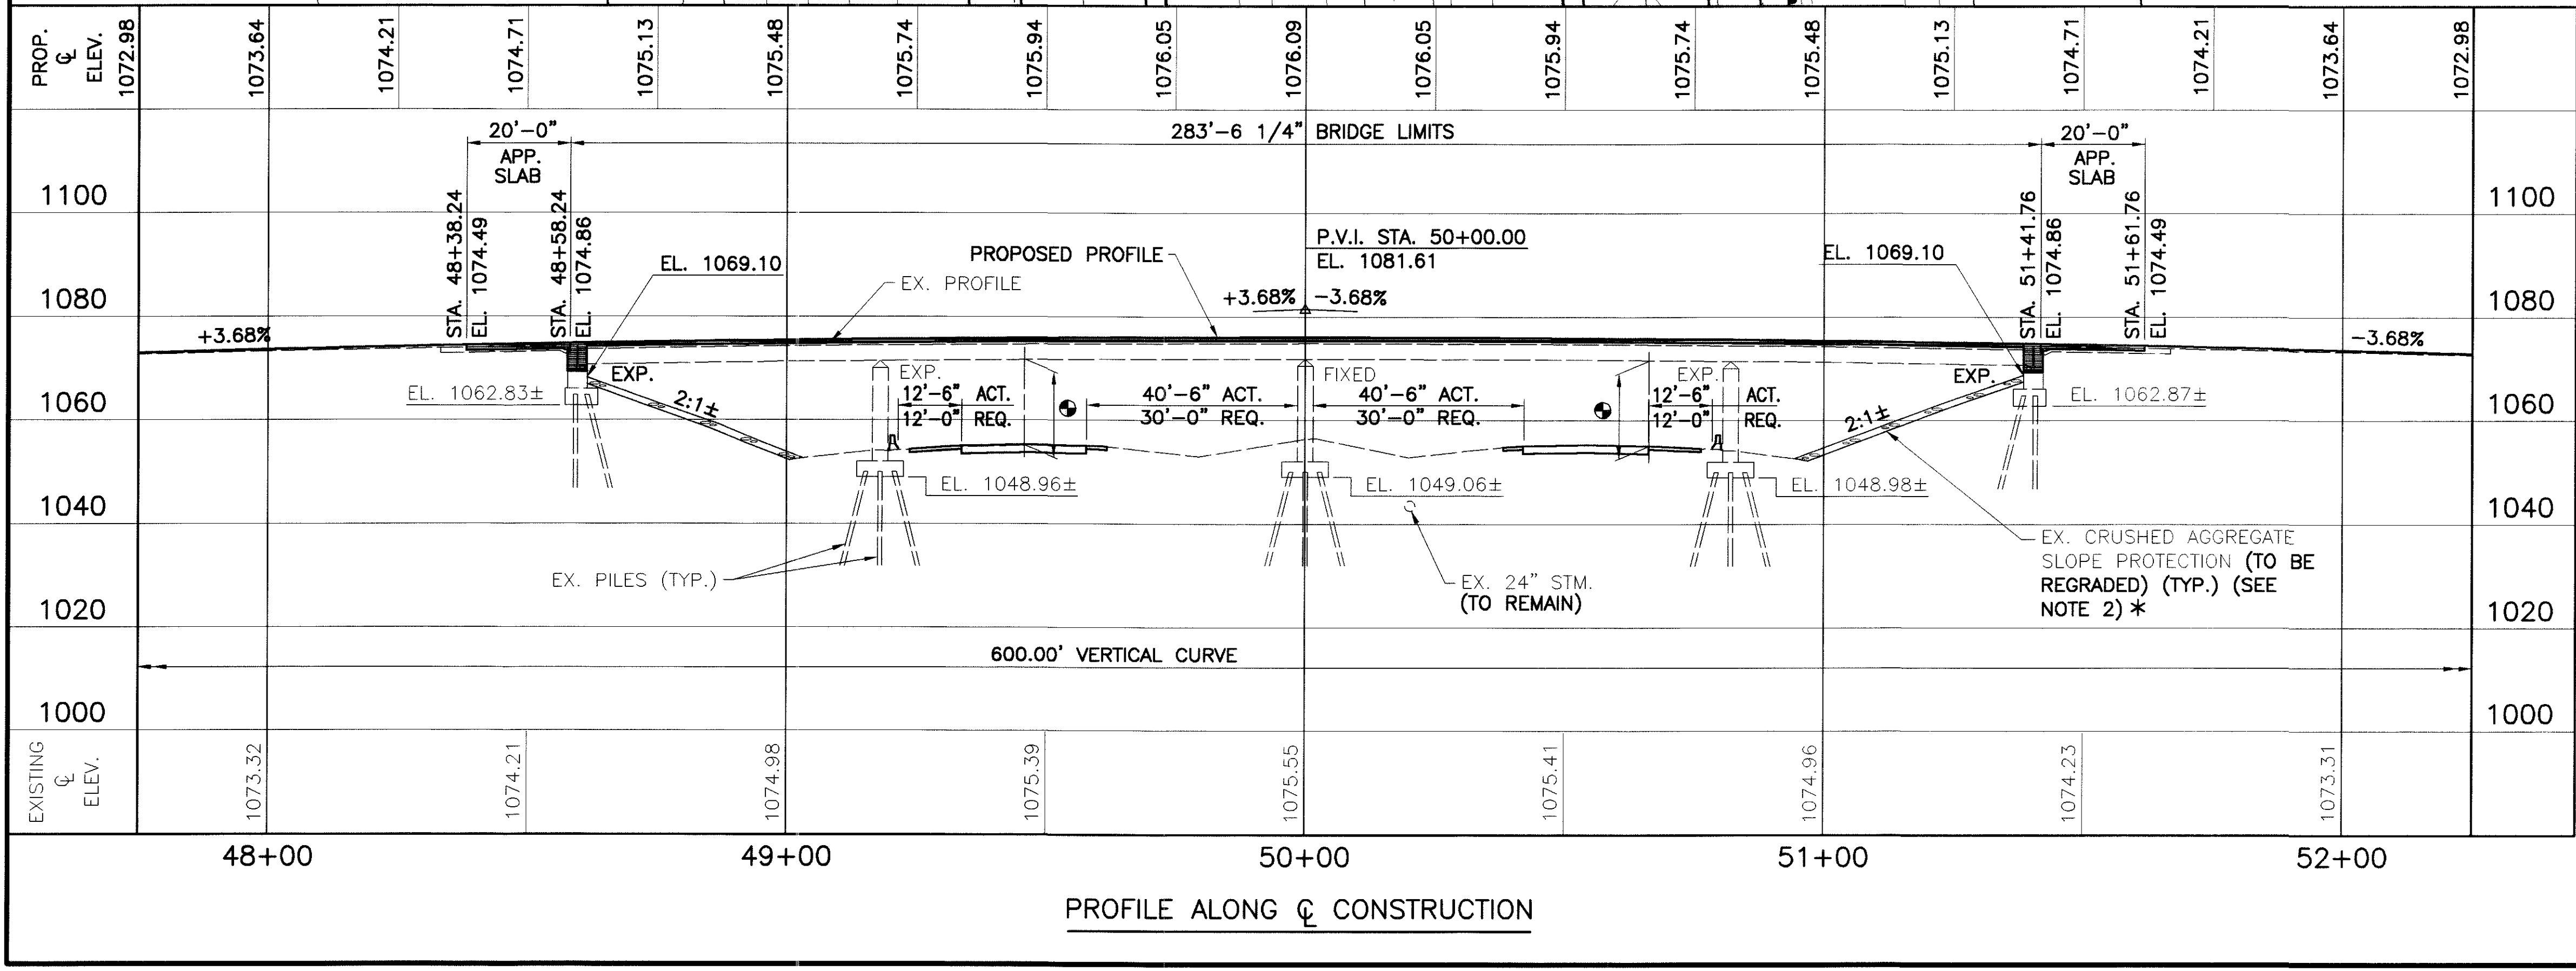 PROP.
℄
ELEV.
1072.98
1073.64
1074.21
1074.71
1075.13
1075.48
1075.74
1075.94
1076.05
1076.09
1076.05
1075.94
1075.74
1075.48
1075.13
1074.71
1074.21
1073.64
1072.98
20'-0"
APP.
SLAB
283'-6 1/4" BRIDGE LIMITS
20'-0"
APP.
SLAB
1100
1080
1060
1040
1020
1000
STA. 48+38.24
EL. 1074.49
STA. 48+58.24
EL. 1074.86
EL. 1069.10
PROPOSED PROFILE
EX. PROFILE
P.V.I. STA. 50+00.00
EL. 1081.61
+3.68% -3.68%
EL. 1069.10
STA. 51+41.76
EL. 1074.86
STA. 51+61.76
EL. 1074.49
1100
1080
1060
1040
1020
1000
+3.68%
-3.68%
EXP.
EL. 1062.83±
2:1±
EXP.
12'-6" ACT.
12'-0" REQ.
40'-6" ACT.
30'-0" REQ.
FIXED
40'-6" ACT.
30'-0" REQ.
EXP.
12'-6" ACT.
12'-0" REQ.
EXP.
2:1±
EL. 1062.87±
EL. 1048.96±
EL. 1049.06±
EL. 1048.98±
EX. PILES (TYP.)
EX. 24" STM.
(TO REMAIN)
EX. CRUSHED AGGREGATE
SLOPE PROTECTION (TO BE
REGRADED) (TYP.) (SEE
NOTE 2) *
600.00' VERTICAL CURVE
EXISTING
℄
ELEV.
1073.32
1074.21
1074.98
1075.39
1075.55
1075.41
1074.96
1074.23
1073.31
48+00
49+00
50+00
51+00
52+00
PROFILE ALONG ℄ CONSTRUCTION